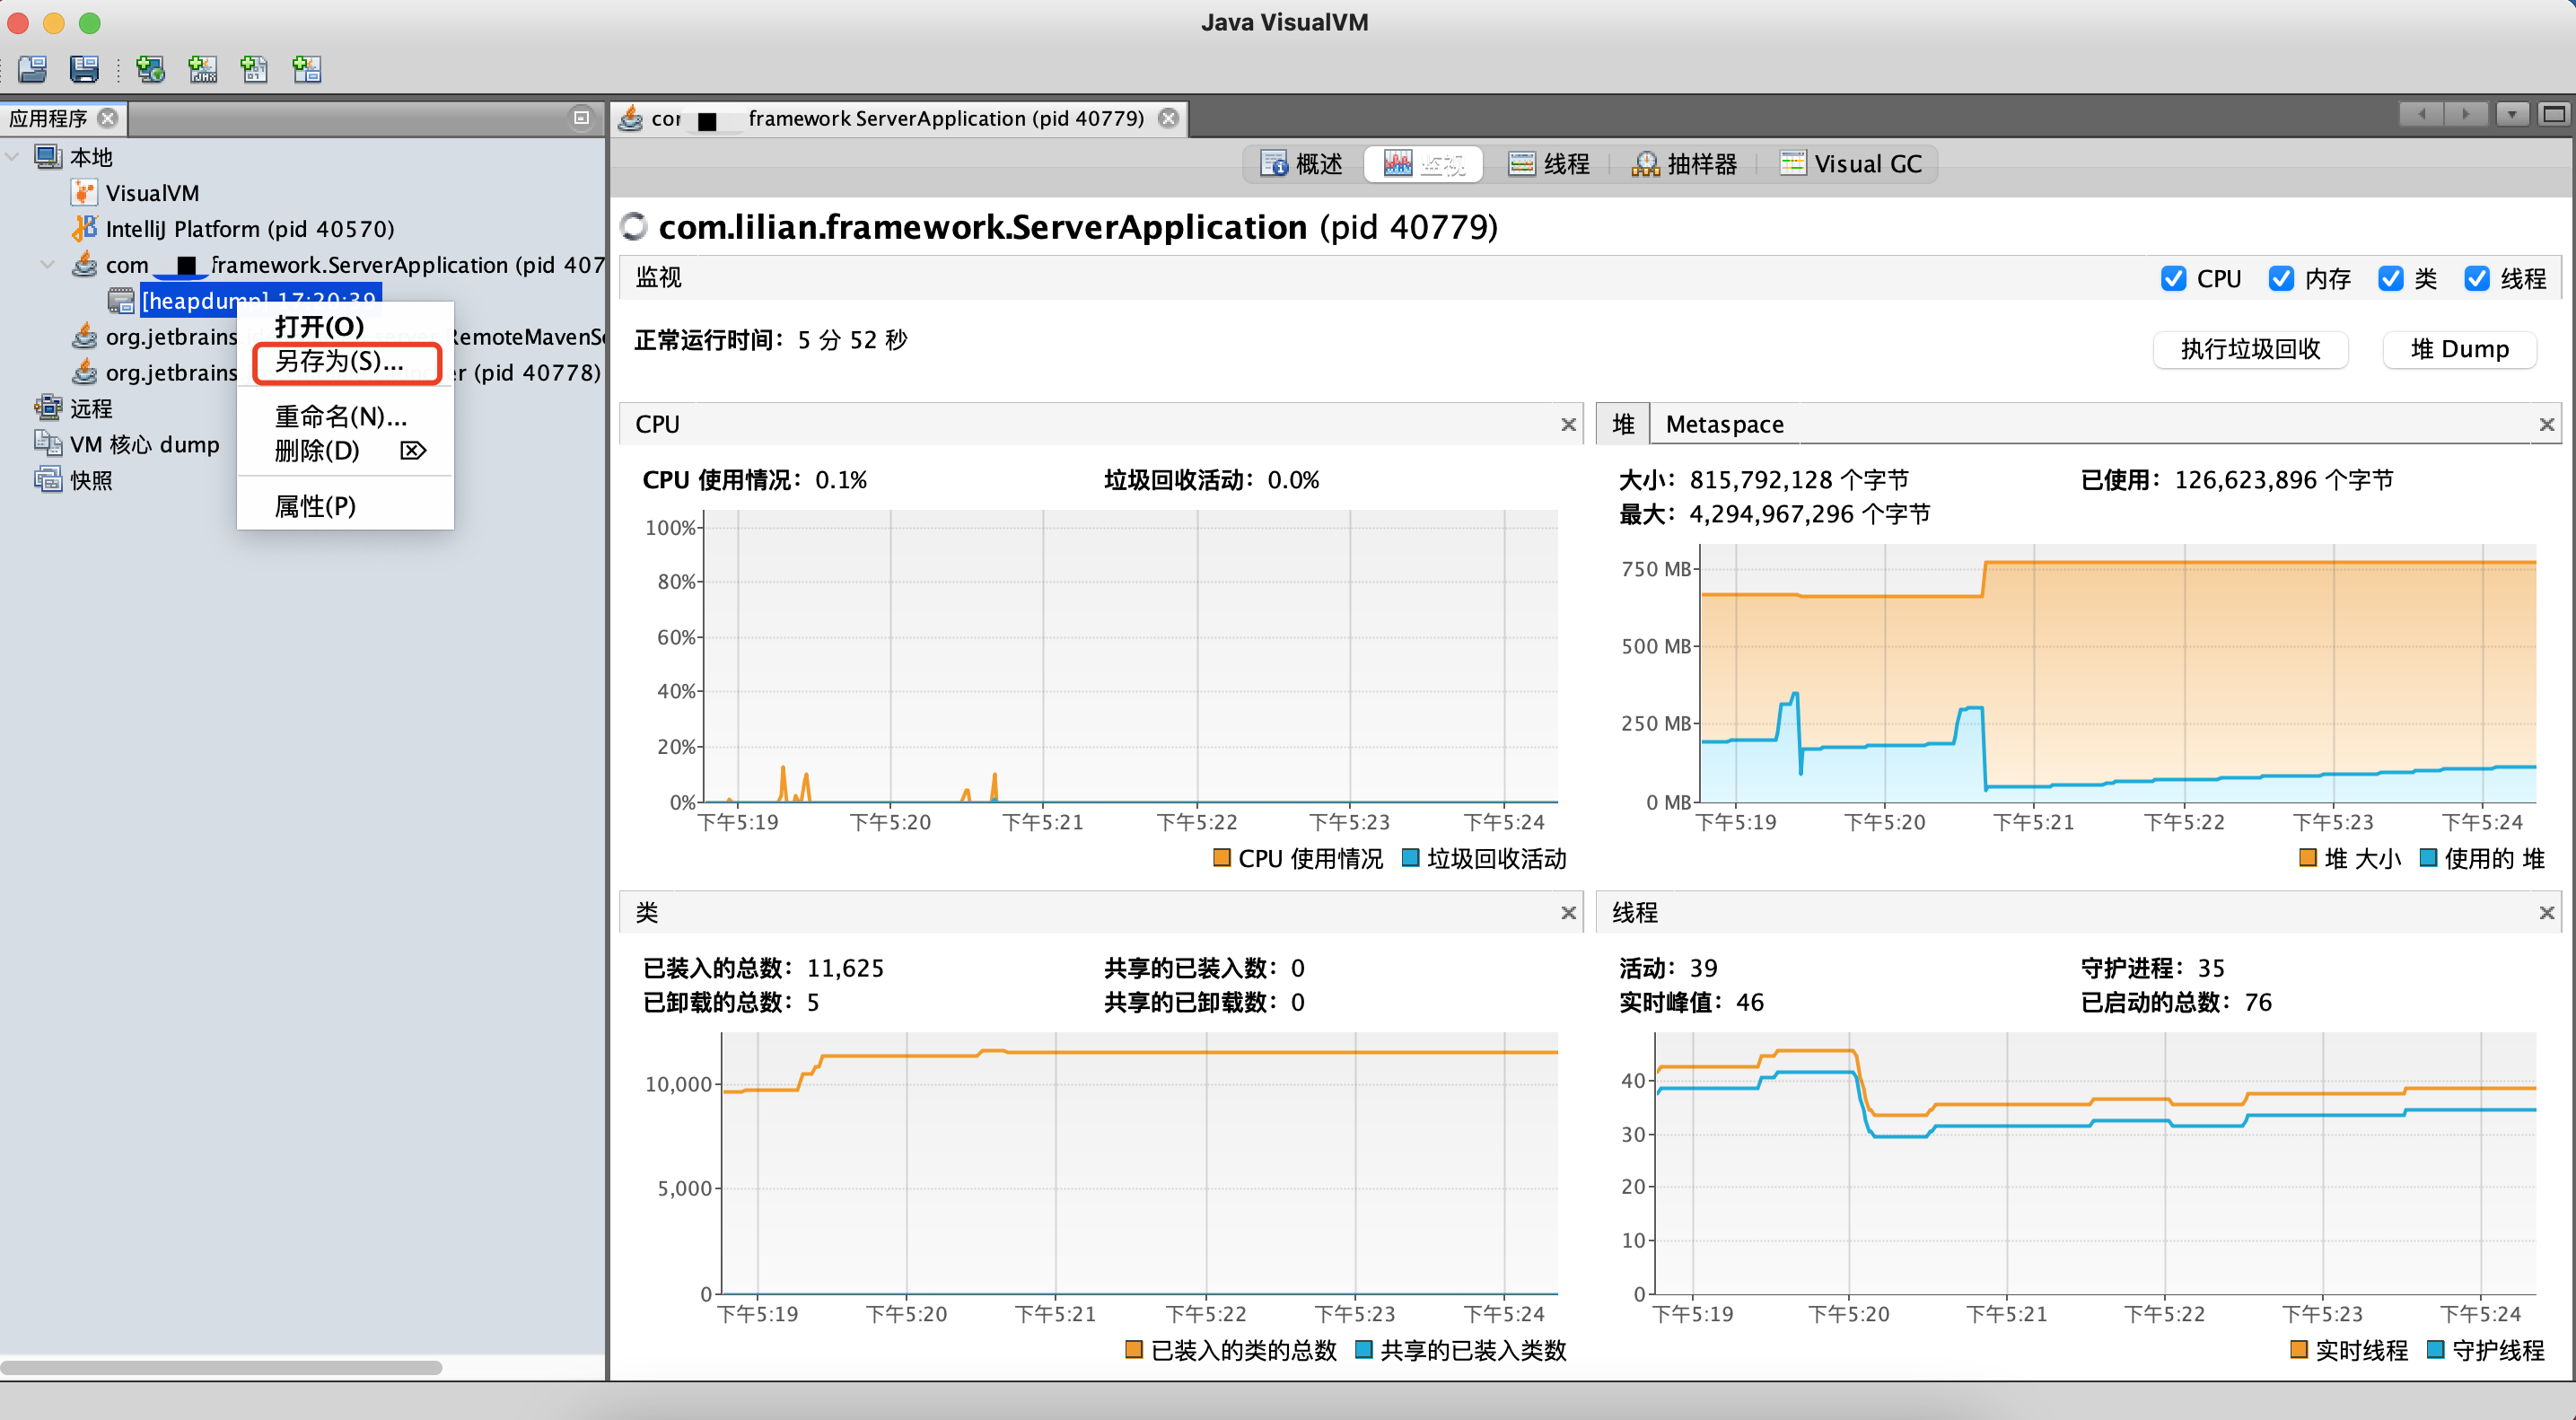 Java VisualVM
应用程序
本地
VisualVM
IntelliJ Platform (pid 40570)
com framework.ServerApplication (pid 407
[heapdump] 17:20:39
org.jetbrains RemoteMavenSe
org.jetbrains er (pid 40778)
远程
VM 核心 dump
快照
打开(O)
另存为(S)...
重命名(N)...
删除(D)
属性(P)
framework ServerApplication (pid 40779)
概述
监视
线程
抽样器
Visual GC
com.lilian.framework.ServerApplication (pid 40779)
监视
CPU 内存 类 线程
正常运行时间：5 分 52 秒
执行垃圾回收
堆 Dump
CPU
CPU 使用情况：0.1% 垃圾回收活动：0.0%
100%
80%
60%
40%
20%
0%
下午5:19 下午5:20 下午5:21 下午5:22 下午5:23 下午5:24
CPU 使用情况 垃圾回收活动
堆 Metaspace
大小：815,792,128 个字节 已使用：126,623,896 个字节
最大：4,294,967,296 个字节
750 MB
500 MB
250 MB
0 MB
下午5:19 下午5:20 下午5:21 下午5:22 下午5:23 下午5:24
堆 大小 使用的 堆
类
已装入的总数：11,625 共享的已装入数：0
已卸载的总数：5 共享的已卸载数：0
10,000
5,000
0
下午5:19 下午5:20 下午5:21 下午5:22 下午5:23 下午5:24
已装入的类的总数 共享的已装入类数
线程
活动：39 守护进程：35
实时峰值：46 已启动的总数：76
40
30
20
10
0
下午5:19 下午5:20 下午5:21 下午5:22 下午5:23 下午5:24
实时线程 守护线程